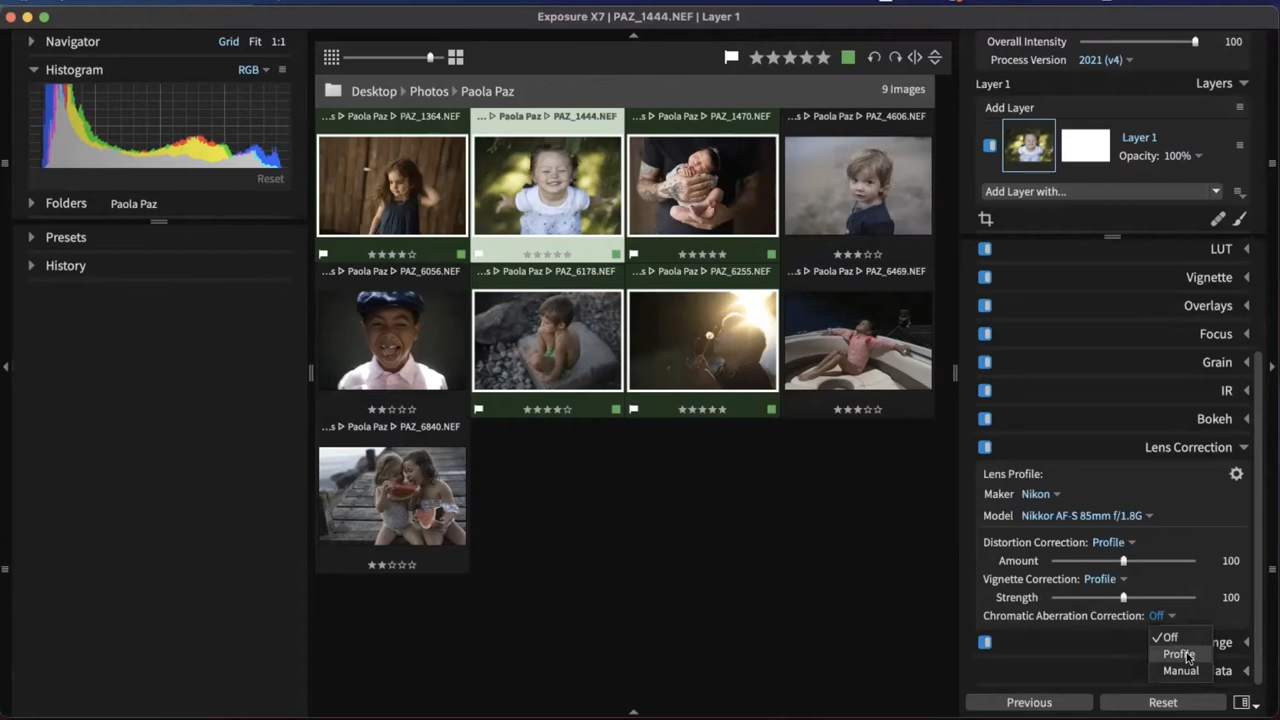 Exposure X7 | PAZ_1444.NEF | Layer 1
Navigator
Grid Fit 1:1
Histogram
RGB
Reset
Folders Paola Paz
Presets
History
Desktop Photos Paola Paz
9 Images
...s Paola Paz PAZ_1364.NEF
... Paola Paz PAZ_1444.NEF
...s Paola Paz PAZ_1470.NEF
...s Paola Paz PAZ_4606.NEF
...s Paola Paz PAZ_6056.NEF
...s Paola Paz PAZ_6178.NEF
...s Paola Paz PAZ_6255.NEF
...s Paola Paz PAZ_6469.NEF
...s Paola Paz PAZ_6840.NEF
Overall Intensity 100
Process Version 2021 (v4)
Layer 1 Layers
Add Layer
Layer 1
Opacity: 100%
Add Layer with...
LUT
Vignette
Overlays
Focus
Grain
IR
Bokeh
Lens Correction
Lens Profile:
Maker Nikon
Model Nikkor AF-S 85mm f/1.8G
Distortion Correction: Profile
Amount 100
Vignette Correction: Profile
Strength 100
Chromatic Aberration Correction: Off
Off
nge
Profile
Manual
ata
Previous Reset